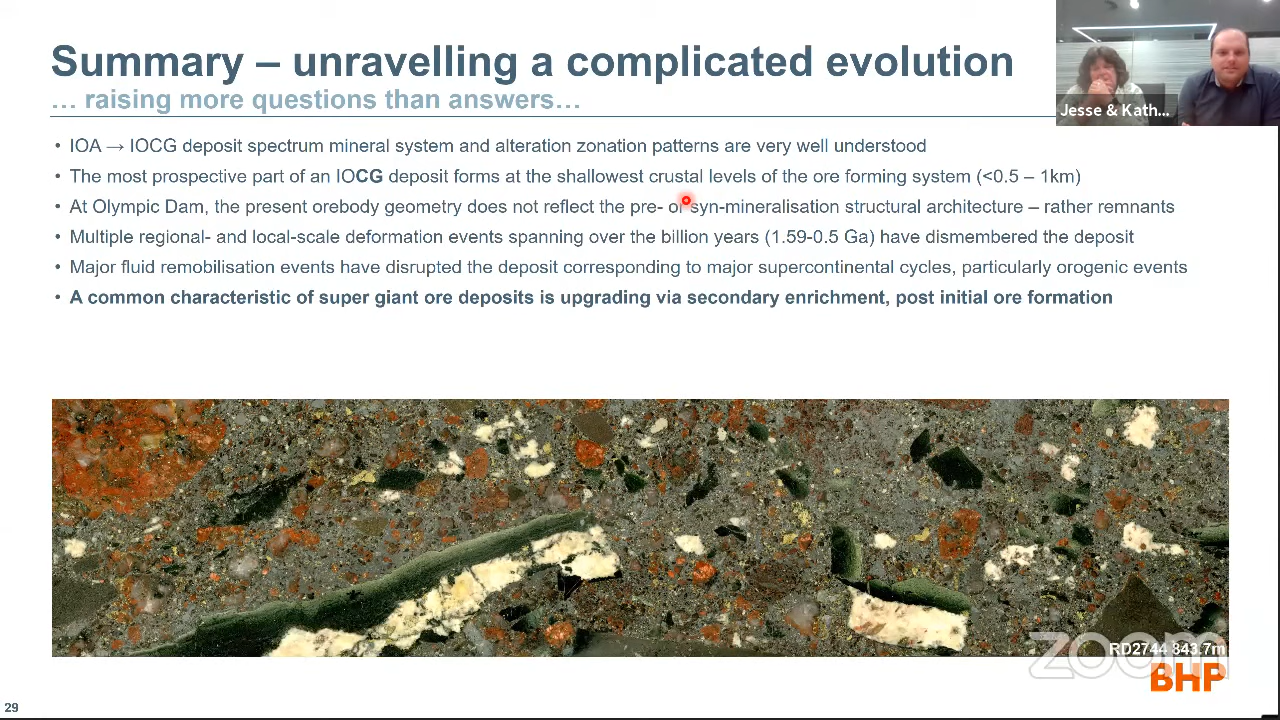 Summary – unravelling a complicated evolution
… raising more questions than answers…
Jesse & Kath...
• IOA → IOCG deposit spectrum mineral system and alteration zonation patterns are very well understood
• The most prospective part of an IOCG deposit forms at the shallowest crustal levels of the ore forming system (<0.5 – 1km)
• At Olympic Dam, the present orebody geometry does not reflect the pre- or syn-mineralisation structural architecture – rather remnants
• Multiple regional- and local-scale deformation events spanning over the billion years (1.59-0.5 Ga) have dismembered the deposit
• Major fluid remobilisation events have disrupted the deposit corresponding to major supercontinental cycles, particularly orogenic events
• A common characteristic of super giant ore deposits is upgrading via secondary enrichment, post initial ore formation
RD2744 843.7m
zoom
BHP
29